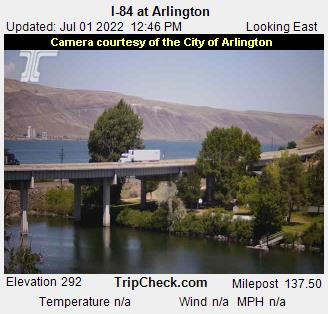 I-84 at Arlington
Updated: Jul 01 2022 12:46 PM Looking East
Camera courtesy of the City of Arlington
Elevation 292 TripCheck.com Milepost 137.50
Temperature n/a Wind n/a MPH n/a